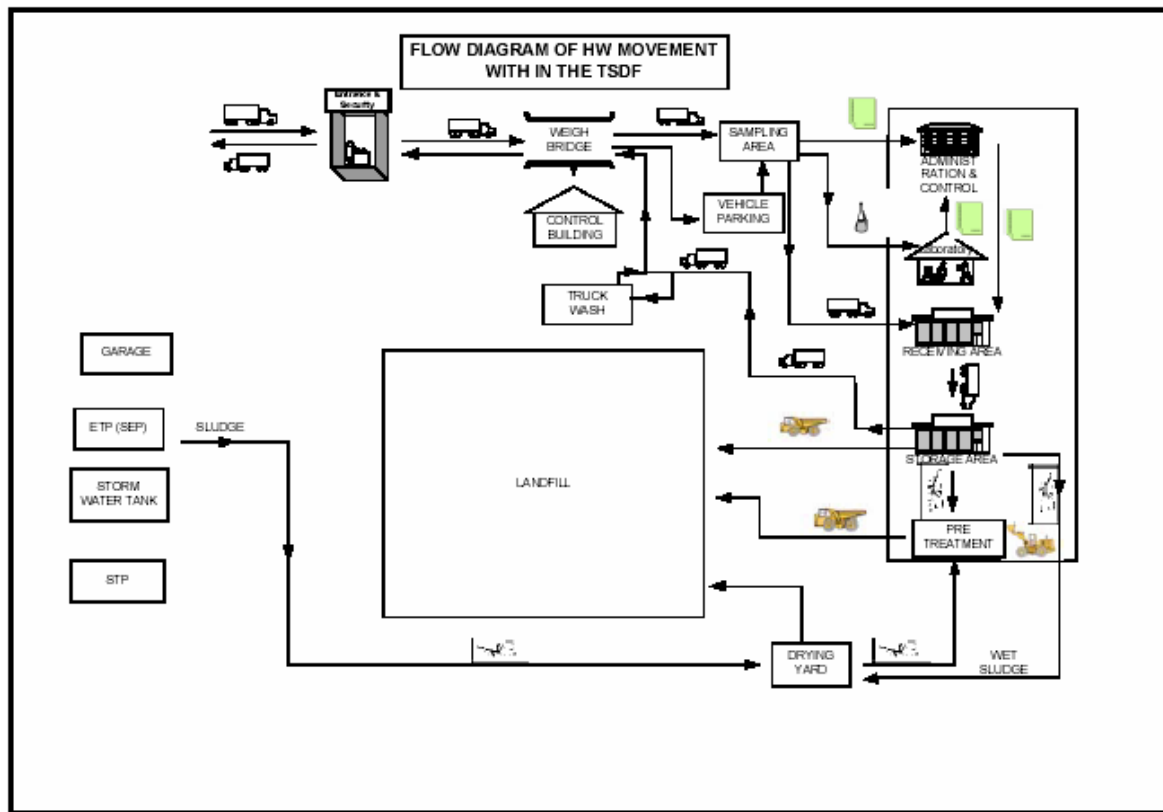 FLOW DIAGRAM OF HW MOVEMENT
WITH IN THE TSDF
Entrance &
Security
WEIGH
BRIDGE
SAMPLING
AREA
ADMINIST
RATION &
CONTROL
VEHICLE
PARKING
CONTROL
BUILDING
Laboratory
TRUCK
WASH
RECEIVING AREA
GARAGE
ETP (SEP)
SLUDGE
STORAGE AREA
STORM
WATER TANK
LANDFILL
PRE
TREATMENT
STP
DRYING
YARD
WET
SLUDGE